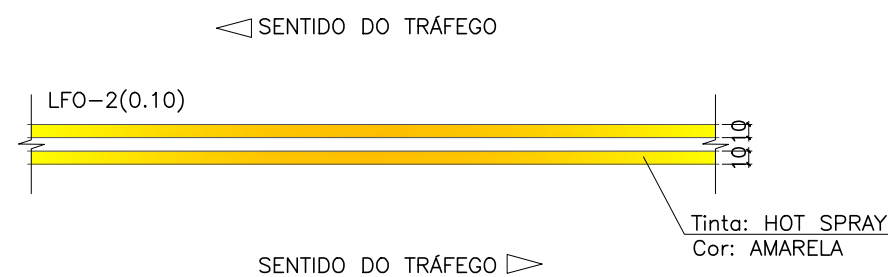 SENTIDO DO TRÁFEGO
LFO-2(0.10)
10
10
Tinta: HOT SPRAY
Cor: AMARELA
SENTIDO DO TRÁFEGO